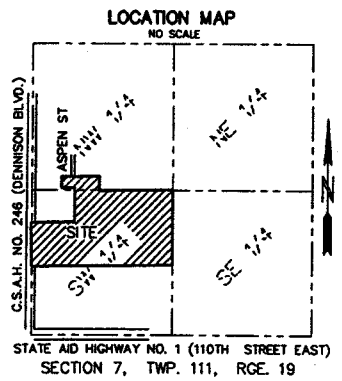 LOCATION MAP
NO SCALE
C.S.A.H. NO. 246 (DENNISON BLVD.)
ASPEN ST
NW 1/4
NE 1/4
SITE
SW 1/4
SE 1/4
N
STATE AID HIGHWAY NO. 1 (110TH STREET EAST)
SECTION 7, TWP. 111, RGE. 19